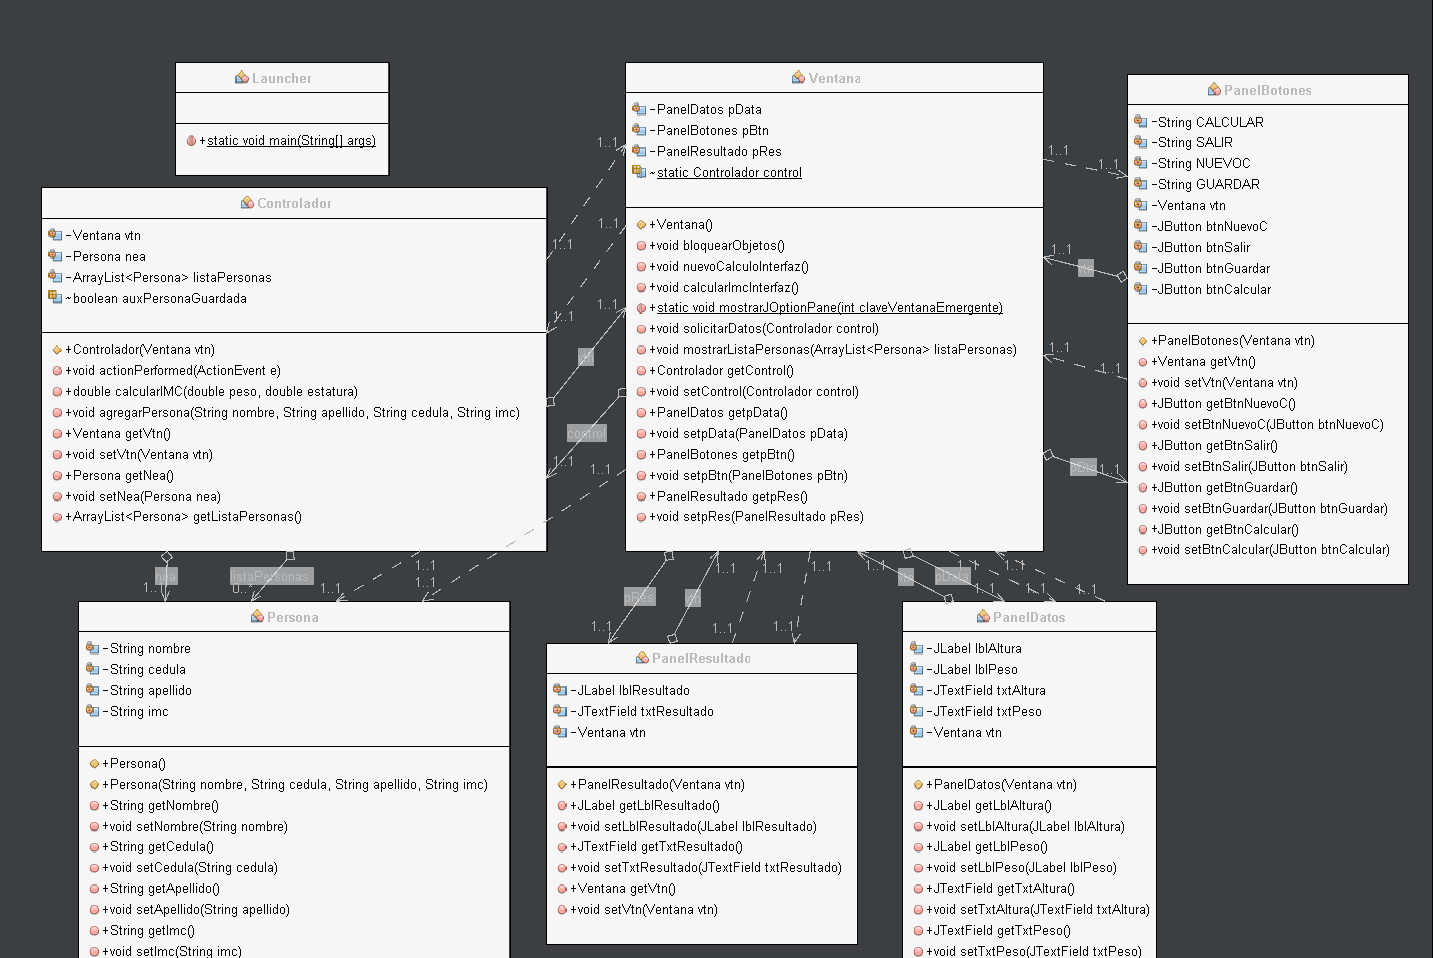 Launcher
+static void main(String[] args)
Controlador
-Ventana vtn
-Persona nea
-ArrayList<Persona> listaPersonas
~boolean auxPersonaGuardada
+Controlador(Ventana vtn)
+void actionPerformed(ActionEvent e)
+double calcularIMC(double peso, double estatura)
+void agregarPersona(String nombre, String apellido, String cedula, String imc)
+Ventana getVtn()
+void setVtn(Ventana vtn)
+Persona getNea()
+void setNea(Persona nea)
+ArrayList<Persona> getListaPersonas()
Ventana
-PanelDatos pData
-PanelBotones pBtn
-PanelResultado pRes
~static Controlador control
+Ventana()
+void bloquearObjetos()
+void nuevoCalculoInterfaz()
+void calcularImcInterfaz()
+static void mostrarJOptionPane(int claveVentanaEmergente)
+void solicitarDatos(Controlador control)
+void mostrarListaPersonas(ArrayList<Persona> listaPersonas)
+Controlador getControl()
+void setControl(Controlador control)
+PanelDatos getpData()
+void setpData(PanelDatos pData)
+PanelBotones getpBtn()
+void setpBtn(PanelBotones pBtn)
+PanelResultado getpRes()
+void setpRes(PanelResultado pRes)
PanelBotones
-String CALCULAR
-String SALIR
-String NUEVOC
-String GUARDAR
-Ventana vtn
-JButton btnNuevoC
-JButton btnSalir
-JButton btnGuardar
-JButton btnCalcular
+PanelBotones(Ventana vtn)
+Ventana getVtn()
+void setVtn(Ventana vtn)
+JButton getBtnNuevoC()
+void setBtnNuevoC(JButton btnNuevoC)
+JButton getBtnSalir()
+void setBtnSalir(JButton btnSalir)
+JButton getBtnGuardar()
+void setBtnGuardar(JButton btnGuardar)
+JButton getBtnCalcular()
+void setBtnCalcular(JButton btnCalcular)
1..1
1..1
1..1
1..1
1..1
vtn
control
1..1
1..1
1..1
1..1
1..1
vtn
1..1
pBtn
1..1
nea
1..1
listaPersonas
0..*
1..1
1..1
1..1
pRes
1..1
vtn
1..1
1..1
1..1
1..1
1..1
vtn
pData
1..1
1..1
1..1
1..1
1..1
Persona
-String nombre
-String cedula
-String apellido
-String imc
+Persona()
+Persona(String nombre, String cedula, String apellido, String imc)
+String getNombre()
+void setNombre(String nombre)
+String getCedula()
+void setCedula(String cedula)
+String getApellido()
+void setApellido(String apellido)
+String getImc()
+void setImc(String imc)
PanelResultado
-JLabel lblResultado
-JTextField txtResultado
-Ventana vtn
+PanelResultado(Ventana vtn)
+JLabel getLblResultado()
+void setLblResultado(JLabel lblResultado)
+JTextField getTxtResultado()
+void setTxtResultado(JTextField txtResultado)
+Ventana getVtn()
+void setVtn(Ventana vtn)
PanelDatos
-JLabel lblAltura
-JLabel lblPeso
-JTextField txtAltura
-JTextField txtPeso
-Ventana vtn
+PanelDatos(Ventana vtn)
+JLabel getLblAltura()
+void setLblAltura(JLabel lblAltura)
+JLabel getLblPeso()
+void setLblPeso(JLabel lblPeso)
+JTextField getTxtAltura()
+void setTxtAltura(JTextField txtAltura)
+JTextField getTxtPeso()
+void setTxtPeso(JTextField txtPeso)